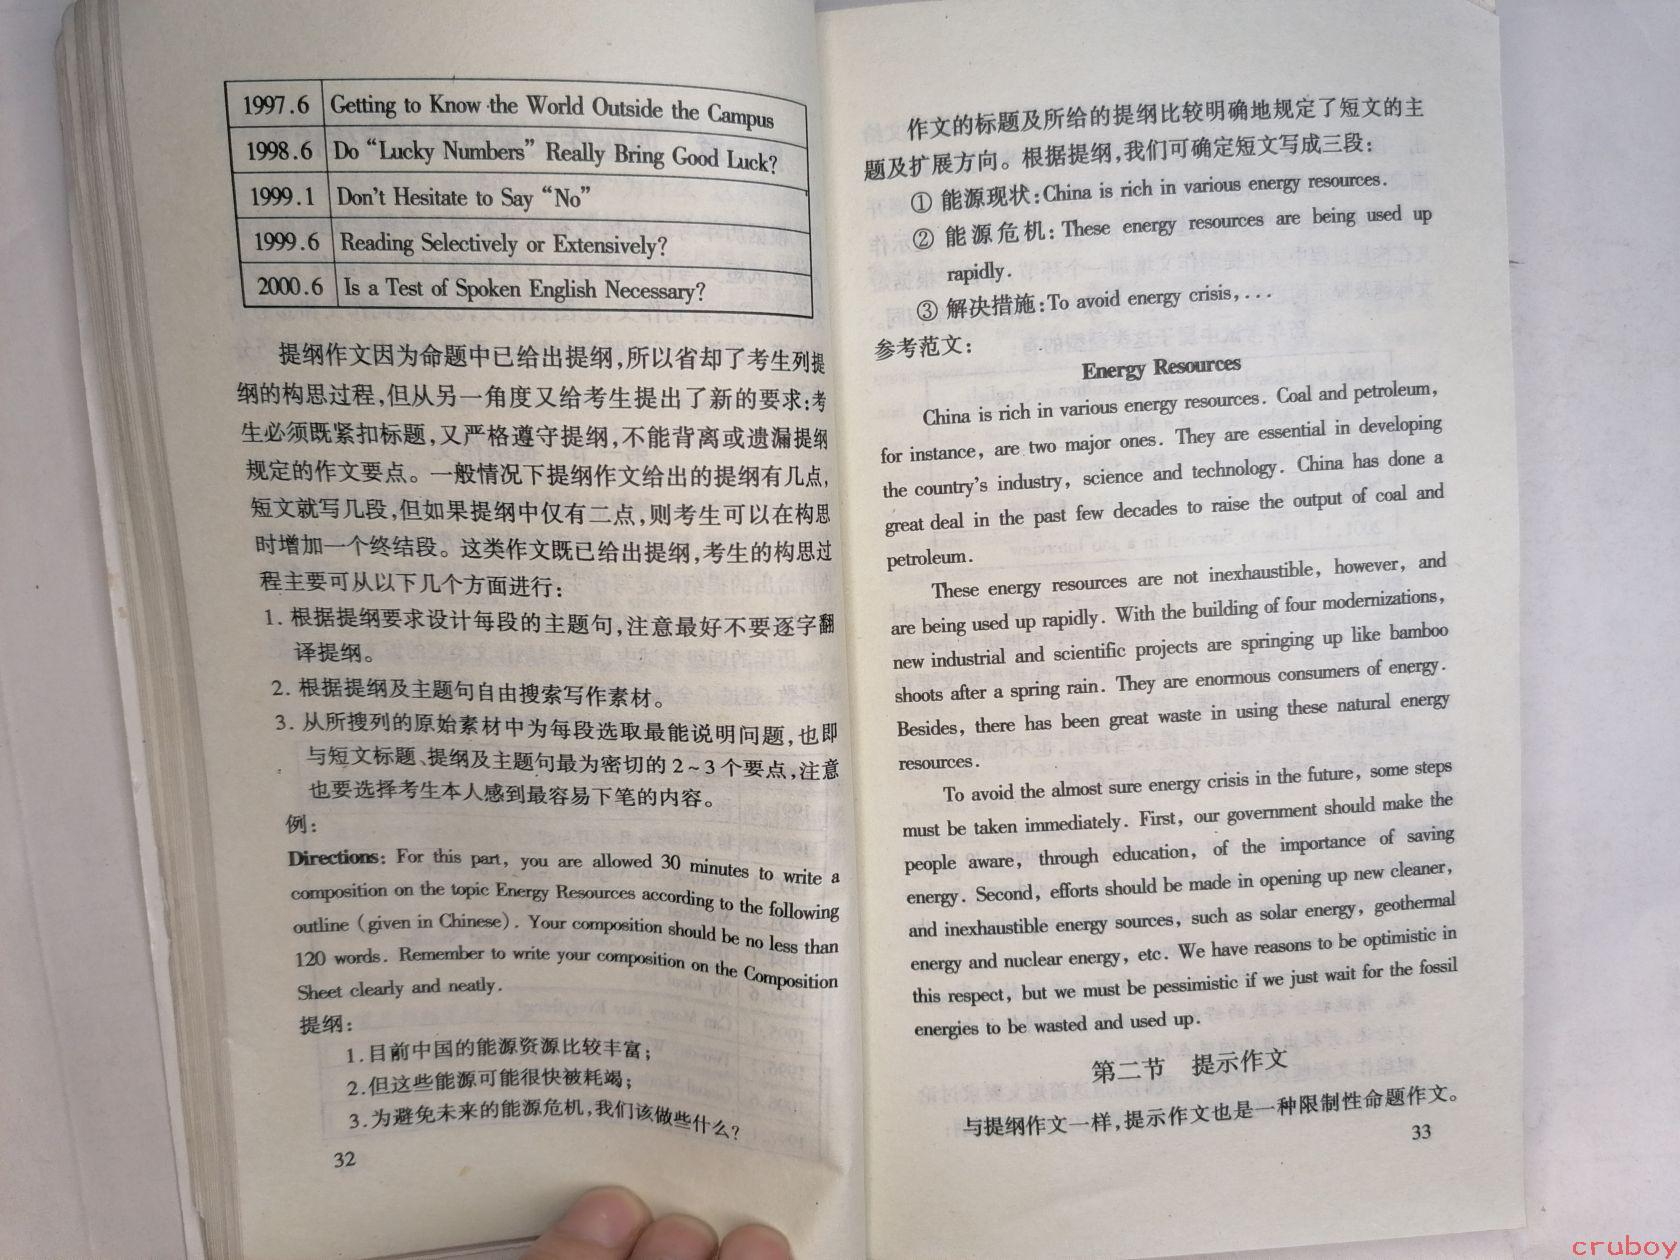 1997.6 Getting to Know the World Outside the Campus
1998.6 Do “Lucky Numbers” Really Bring Good Luck?
1999.1 Don't Hesitate to Say “No”
1999.6 Reading Selectively or Extensively?
2000.6 Is a Test of Spoken English Necessary?
提纲作文因为命题中已给出提纲,所以省却了考生列提
纲的构思过程,但从另一角度又给考生提出了新的要求:考
生必须既紧扣标题,又严格遵守提纲,不能背离或遗漏提纲
规定的作文要点。一般情况下提纲作文给出的提纲有几点,
短文就写几段,但如果提纲中仅有二点,则考生可以在构思
时增加一个终结段。这类作文既已给出提纲,考生的构思过
程主要可从以下几个方面进行:
1. 根据提纲要求设计每段的主题句,注意最好不要逐字翻
译提纲。
2. 根据提纲及主题句自由搜索写作素材。
3. 从所搜列的原始素材中为每段选取最能说明问题,也即
与短文标题、提纲及主题句最为密切的2~3个要点,注意
也要选择考生本人感到最容易下笔的内容。
例:
Directions: For this part, you are allowed 30 minutes to write a
composition on the topic Energy Resources according to the following
outline (given in Chinese). Your composition should be no less than
120 words. Remember to write your composition on the Composition
Sheet clearly and neatly.
提纲:
1.目前中国的能源资源比较丰富;
2.但这些能源可能很快被耗竭;
3.为避免未来的能源危机,我们该做些什么?
32
作文的标题及所给的提纲比较明确地规定了短文的主
题及扩展方向。根据提纲,我们可确定短文写成三段:
① 能源现状:China is rich in various energy resources.
② 能源危机:These energy resources are being used up
rapidly.
③ 解决措施:To avoid energy crisis,...
参考范文:
Energy Resources
China is rich in various energy resources. Coal and petroleum,
for instance, are two major ones. They are essential in developing
the country's industry, science and technology. China has done a
great deal in the past few decades to raise the output of coal and
petroleum.
These energy resources are not inexhaustible, however, and
are being used up rapidly. With the building of four modernizations,
new industrial and scientific projects are springing up like bamboo
shoots after a spring rain. They are enormous consumers of energy.
Besides, there has been great waste in using these natural energy
resources.
To avoid the almost sure energy crisis in the future, some steps
must be taken immediately. First, our government should make the
people aware, through education, of the importance of saving
energy. Second, efforts should be made in opening up new cleaner,
and inexhaustible energy sources, such as solar energy, geothermal
energy and nuclear energy, etc. We have reasons to be optimistic in
this respect, but we must be pessimistic if we just wait for the fossil
energies to be wasted and used up.
第二节 提示作文
与提纲作文一样,提示作文也是一种限制性命题作文。
33
cruboy